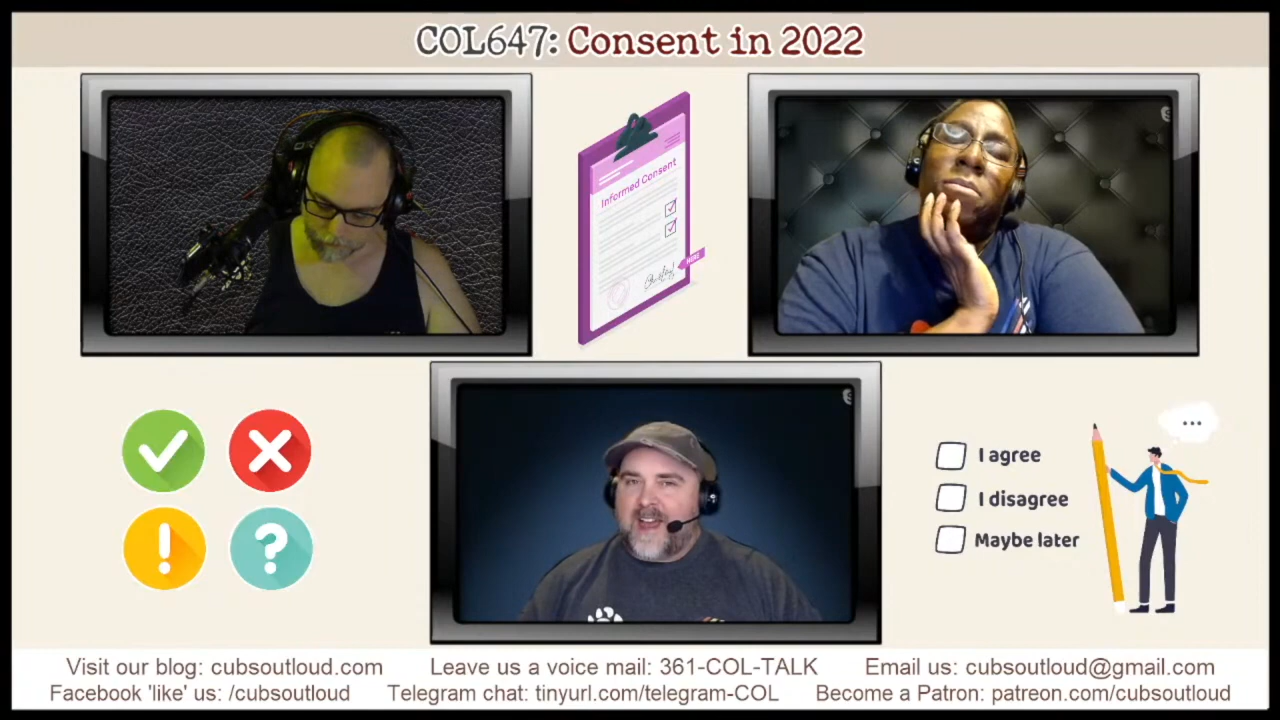 COL647: Consent in 2022
Informed Consent
HERE
I agree
I disagree
Maybe later
Visit our blog: cubsoutloud.com Leave us a voice mail: 361-COL-TALK Email us: cubsoutloud@gmail.com
Facebook 'like' us: /cubsoutloud Telegram chat: tinyurl.com/telegram-COL Become a Patron: patreon.com/cubsoutloud